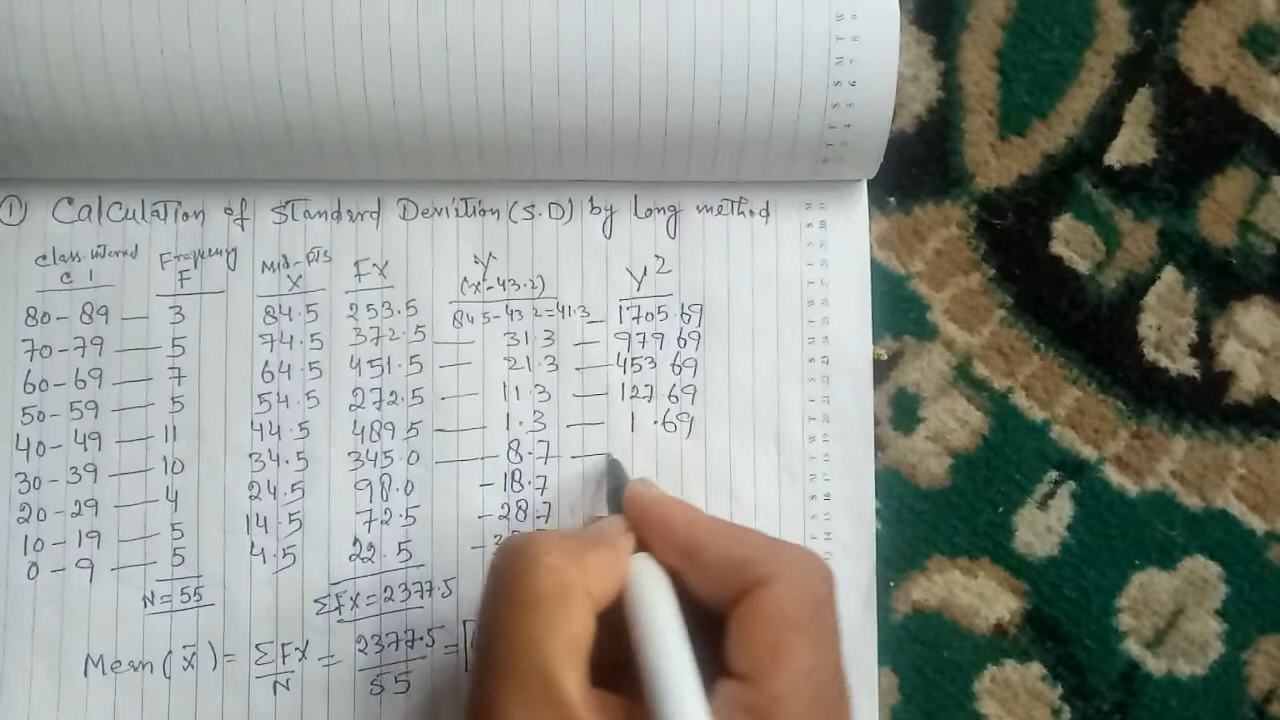 ① Calculation of Standard Deviation (S.D) by long method
Class interval Frequency Mid-pts FX Y Y²
C I F X (x-43.2)
80-89 — 3 84.5 253.5 84.5-43.2=41.3 — 1705.69
70-79 — 5 74.5 372.5 — 31.3 — 979.69
60-69 — 7 64.5 451.5 — 21.3 — 453.69
50-59 — 5 54.5 272.5 — 11.3 — 127.69
40-49 — 11 44.5 489.5 — 1.3 — 1.69
30-39 — 10 34.5 345.0 — 8.7 —
20-29 — 4 24.5 98.0 -18.7
10-19 — 5 14.5 72.5 -28.7
0-9 — 5 4.5 22.5
N=55 ΣFX=2377.5
Mean (x̄) = ΣFX/N = 2377.5/55 =